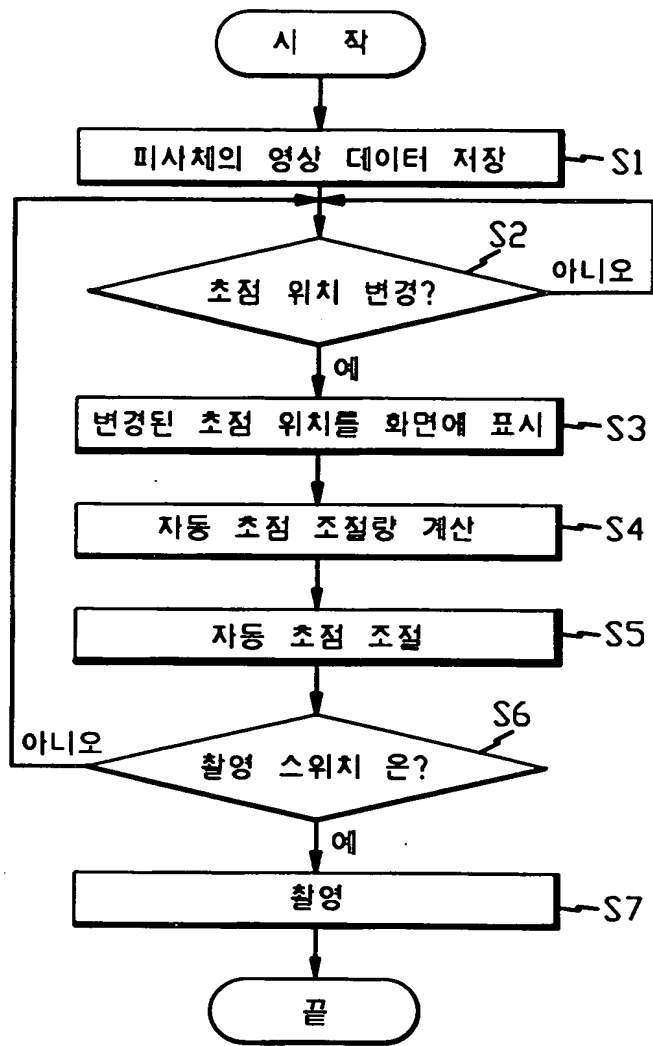 시 작
피사체의 영상 데이터 저장
S1
S2
초점 위치 변경?
아니오
예
변경된 초점 위치를 화면에 표시
S3
자동 초점 조절량 계산
S4
자동 초점 조절
S5
S6
아니오
촬영 스위치 온?
예
촬영
S7
끝